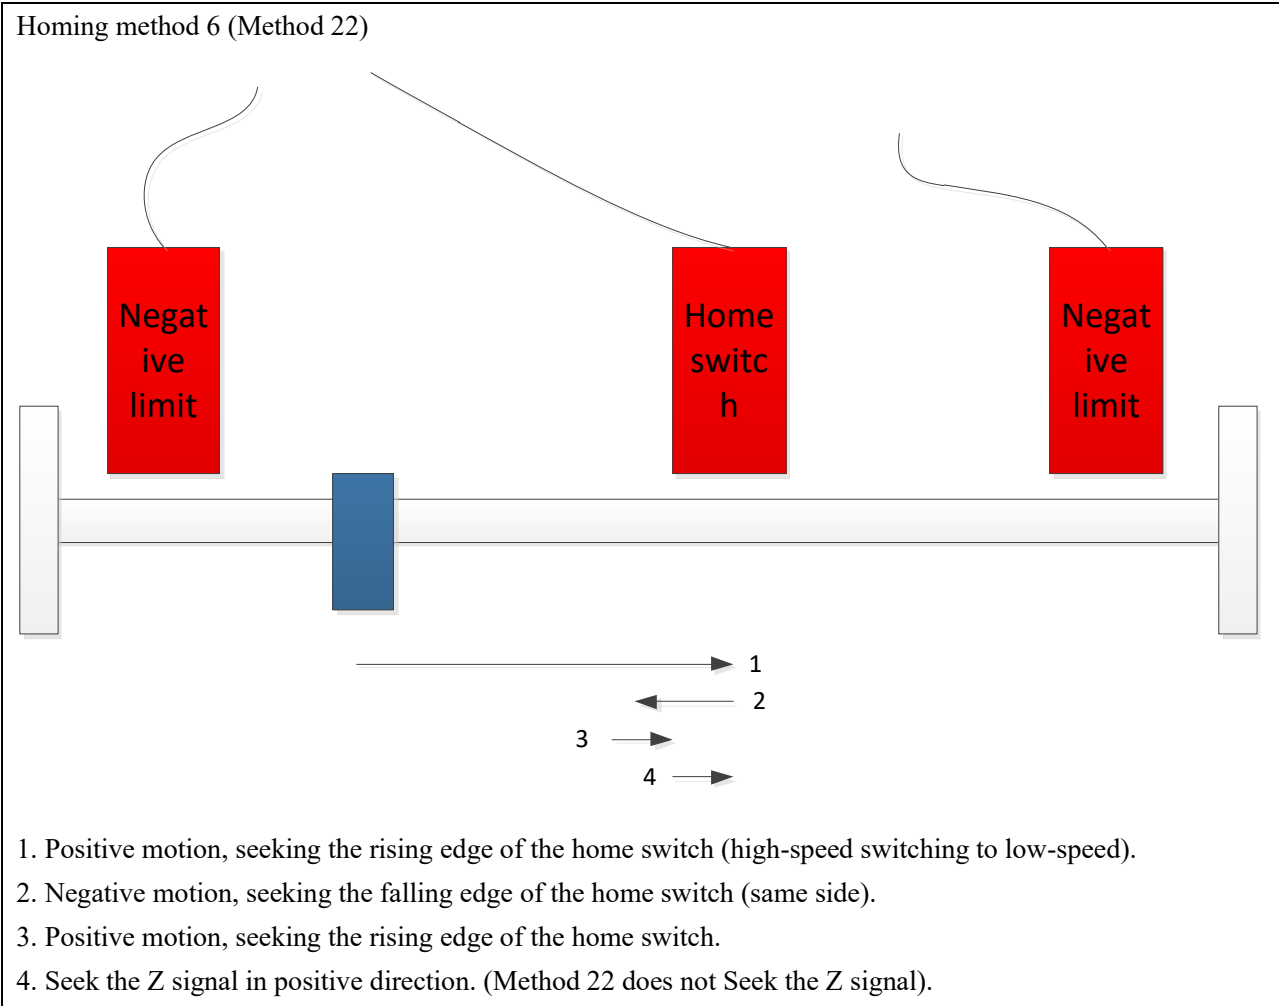 Homing method 6 (Method 22)
Negat
ive
limit
Home
switc
h
Negat
ive
limit
1
2
3
4
1. Positive motion, seeking the rising edge of the home switch (high-speed switching to low-speed).
2. Negative motion, seeking the falling edge of the home switch (same side).
3. Positive motion, seeking the rising edge of the home switch.
4. Seek the Z signal in positive direction. (Method 22 does not Seek the Z signal).